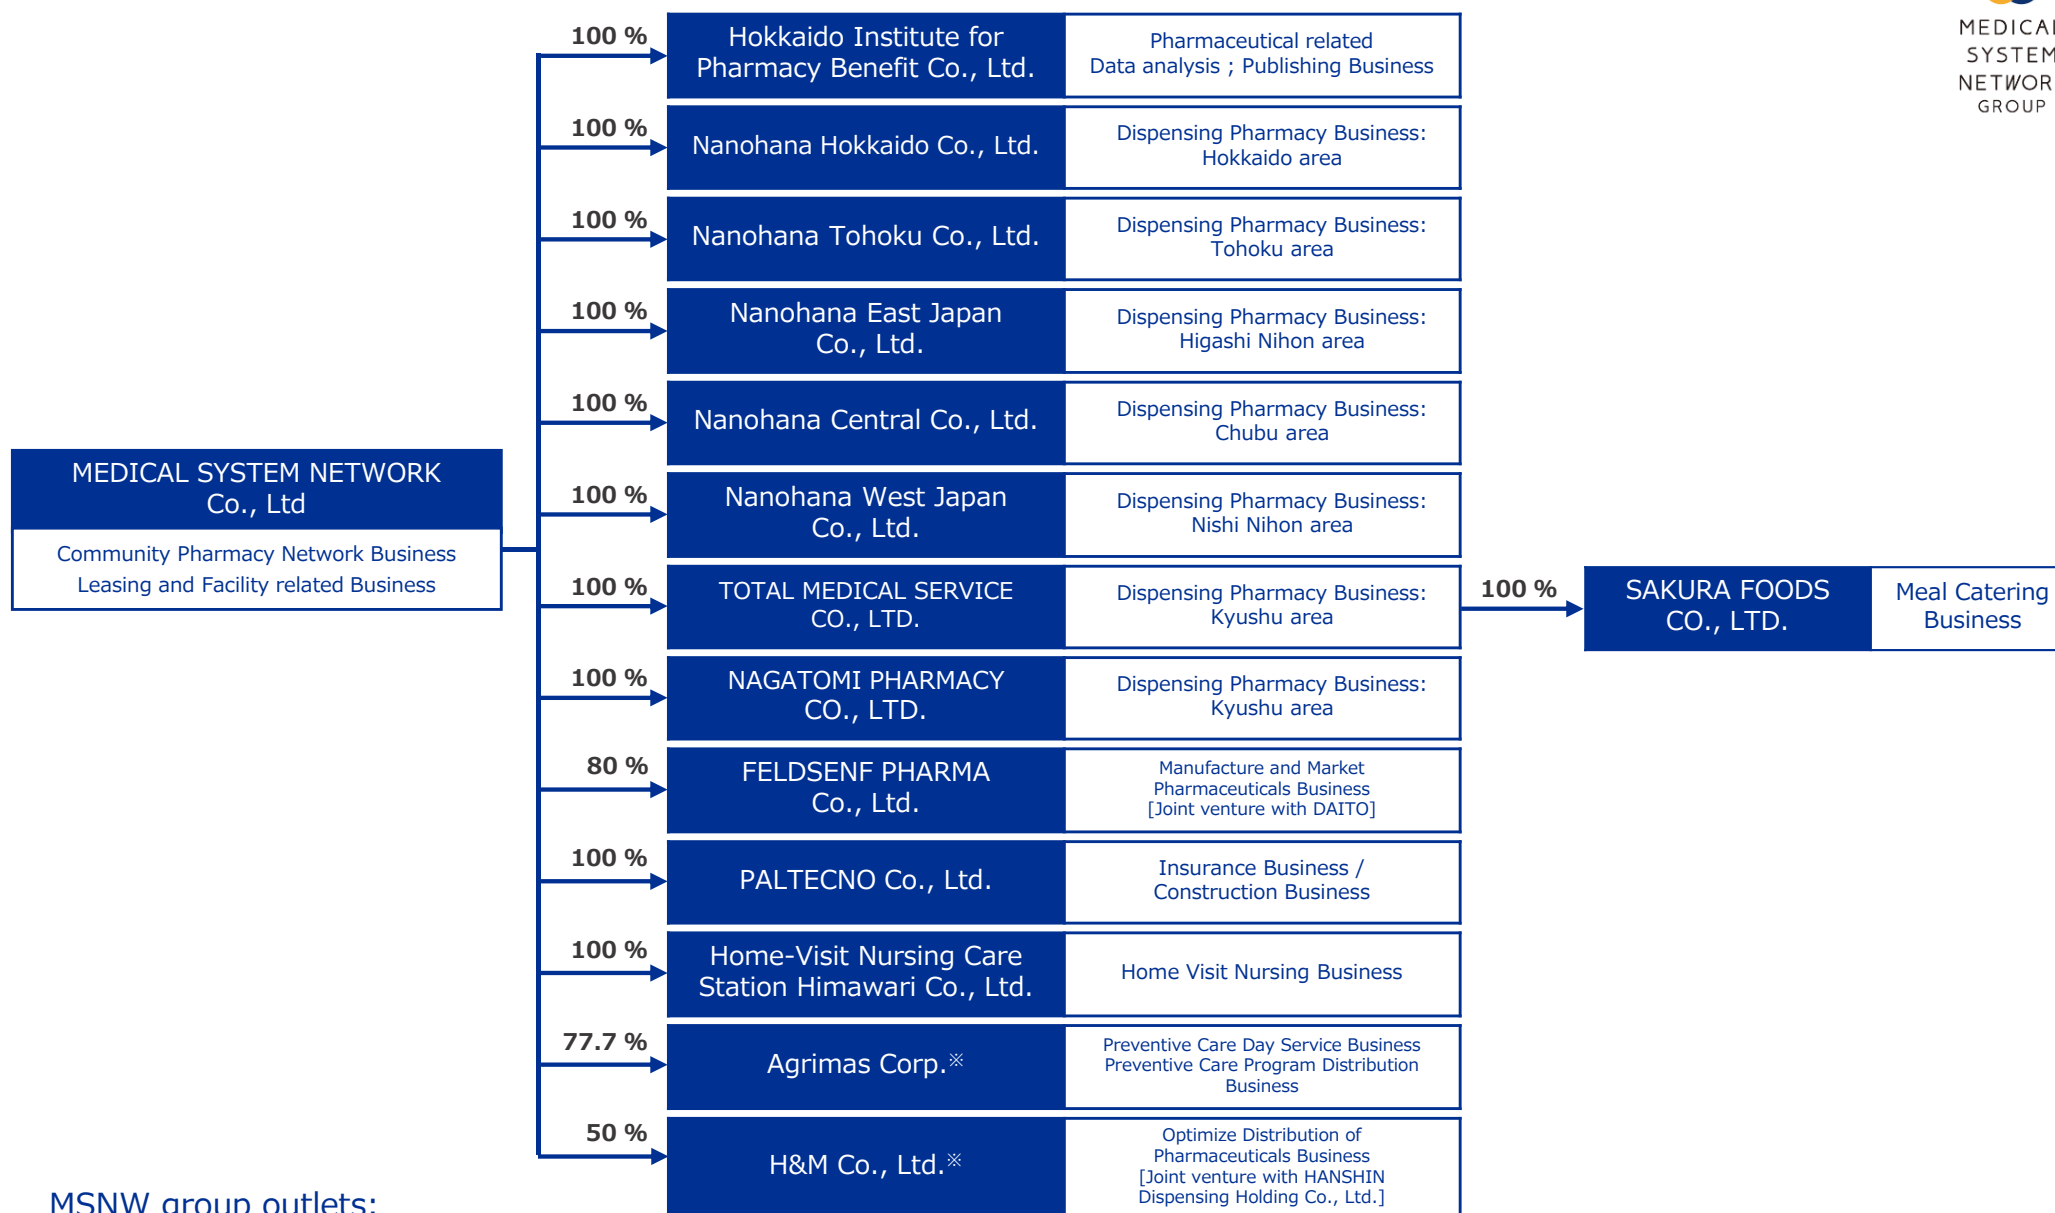 MEDICAL
SYSTEM
NETWORK
GROUP
100 %
Hokkaido Institute for
Pharmacy Benefit Co., Ltd.
Pharmaceutical related
Data analysis ; Publishing Business
100 %
Nanohana Hokkaido Co., Ltd.
Dispensing Pharmacy Business:
Hokkaido area
100 %
Nanohana Tohoku Co., Ltd.
Dispensing Pharmacy Business:
Tohoku area
100 %
Nanohana East Japan
Co., Ltd.
Dispensing Pharmacy Business:
Higashi Nihon area
100 %
Nanohana Central Co., Ltd.
Dispensing Pharmacy Business:
Chubu area
MEDICAL SYSTEM NETWORK
Co., Ltd
Community Pharmacy Network Business
Leasing and Facility related Business
100 %
Nanohana West Japan
Co., Ltd.
Dispensing Pharmacy Business:
Nishi Nihon area
100 %
TOTAL MEDICAL SERVICE
CO., LTD.
Dispensing Pharmacy Business:
Kyushu area
100 %
SAKURA FOODS
CO., LTD.
Meal Catering
Business
100 %
NAGATOMI PHARMACY
CO., LTD.
Dispensing Pharmacy Business:
Kyushu area
80 %
FELDSENF PHARMA
Co., Ltd.
Manufacture and Market
Pharmaceuticals Business
[Joint venture with DAITO]
100 %
PALTECNO Co., Ltd.
Insurance Business /
Construction Business
100 %
Home-Visit Nursing Care
Station Himawari Co., Ltd.
Home Visit Nursing Business
77.7 %
Agrimas Corp.※
Preventive Care Day Service Business
Preventive Care Program Distribution
Business
50 %
H&M Co., Ltd.※
Optimize Distribution of
Pharmaceuticals Business
[Joint venture with HANSHIN
Dispensing Holding Co., Ltd.]
MSNW group outlets: